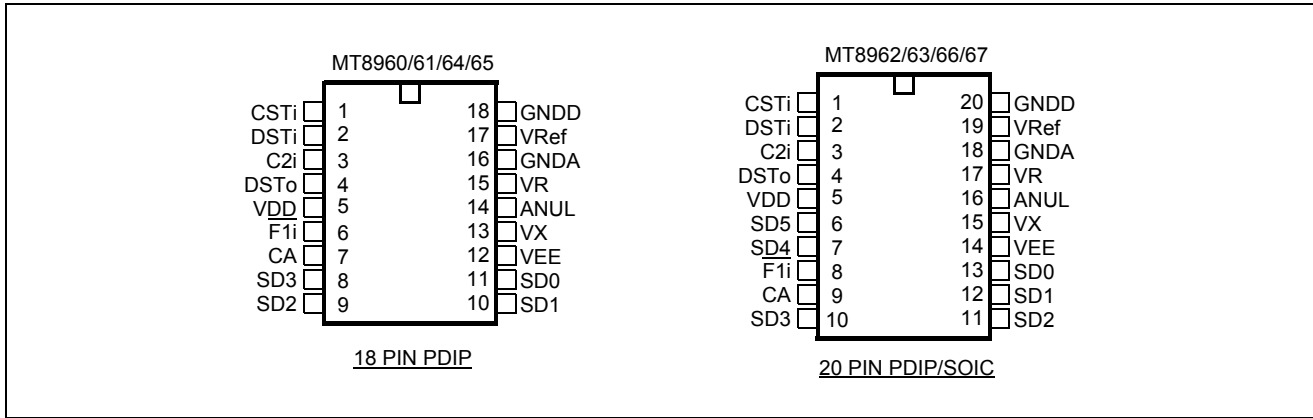 MT8960/61/64/65
CSTi 1 18 GNDD
DSTi 2 17 VRef
C2i 3 16 GNDA
DSTo 4 15 VR
VDD 5 14 ANUL
F1i 6 13 VX
CA 7 12 VEE
SD3 8 11 SD0
SD2 9 10 SD1
18 PIN PDIP
MT8962/63/66/67
CSTi 1 20 GNDD
DSTi 2 19 VRef
C2i 3 18 GNDA
DSTo 4 17 VR
VDD 5 16 ANUL
SD5 6 15 VX
SD4 7 14 VEE
F1i 8 13 SD0
CA 9 12 SD1
SD3 10 11 SD2
20 PIN PDIP/SOIC